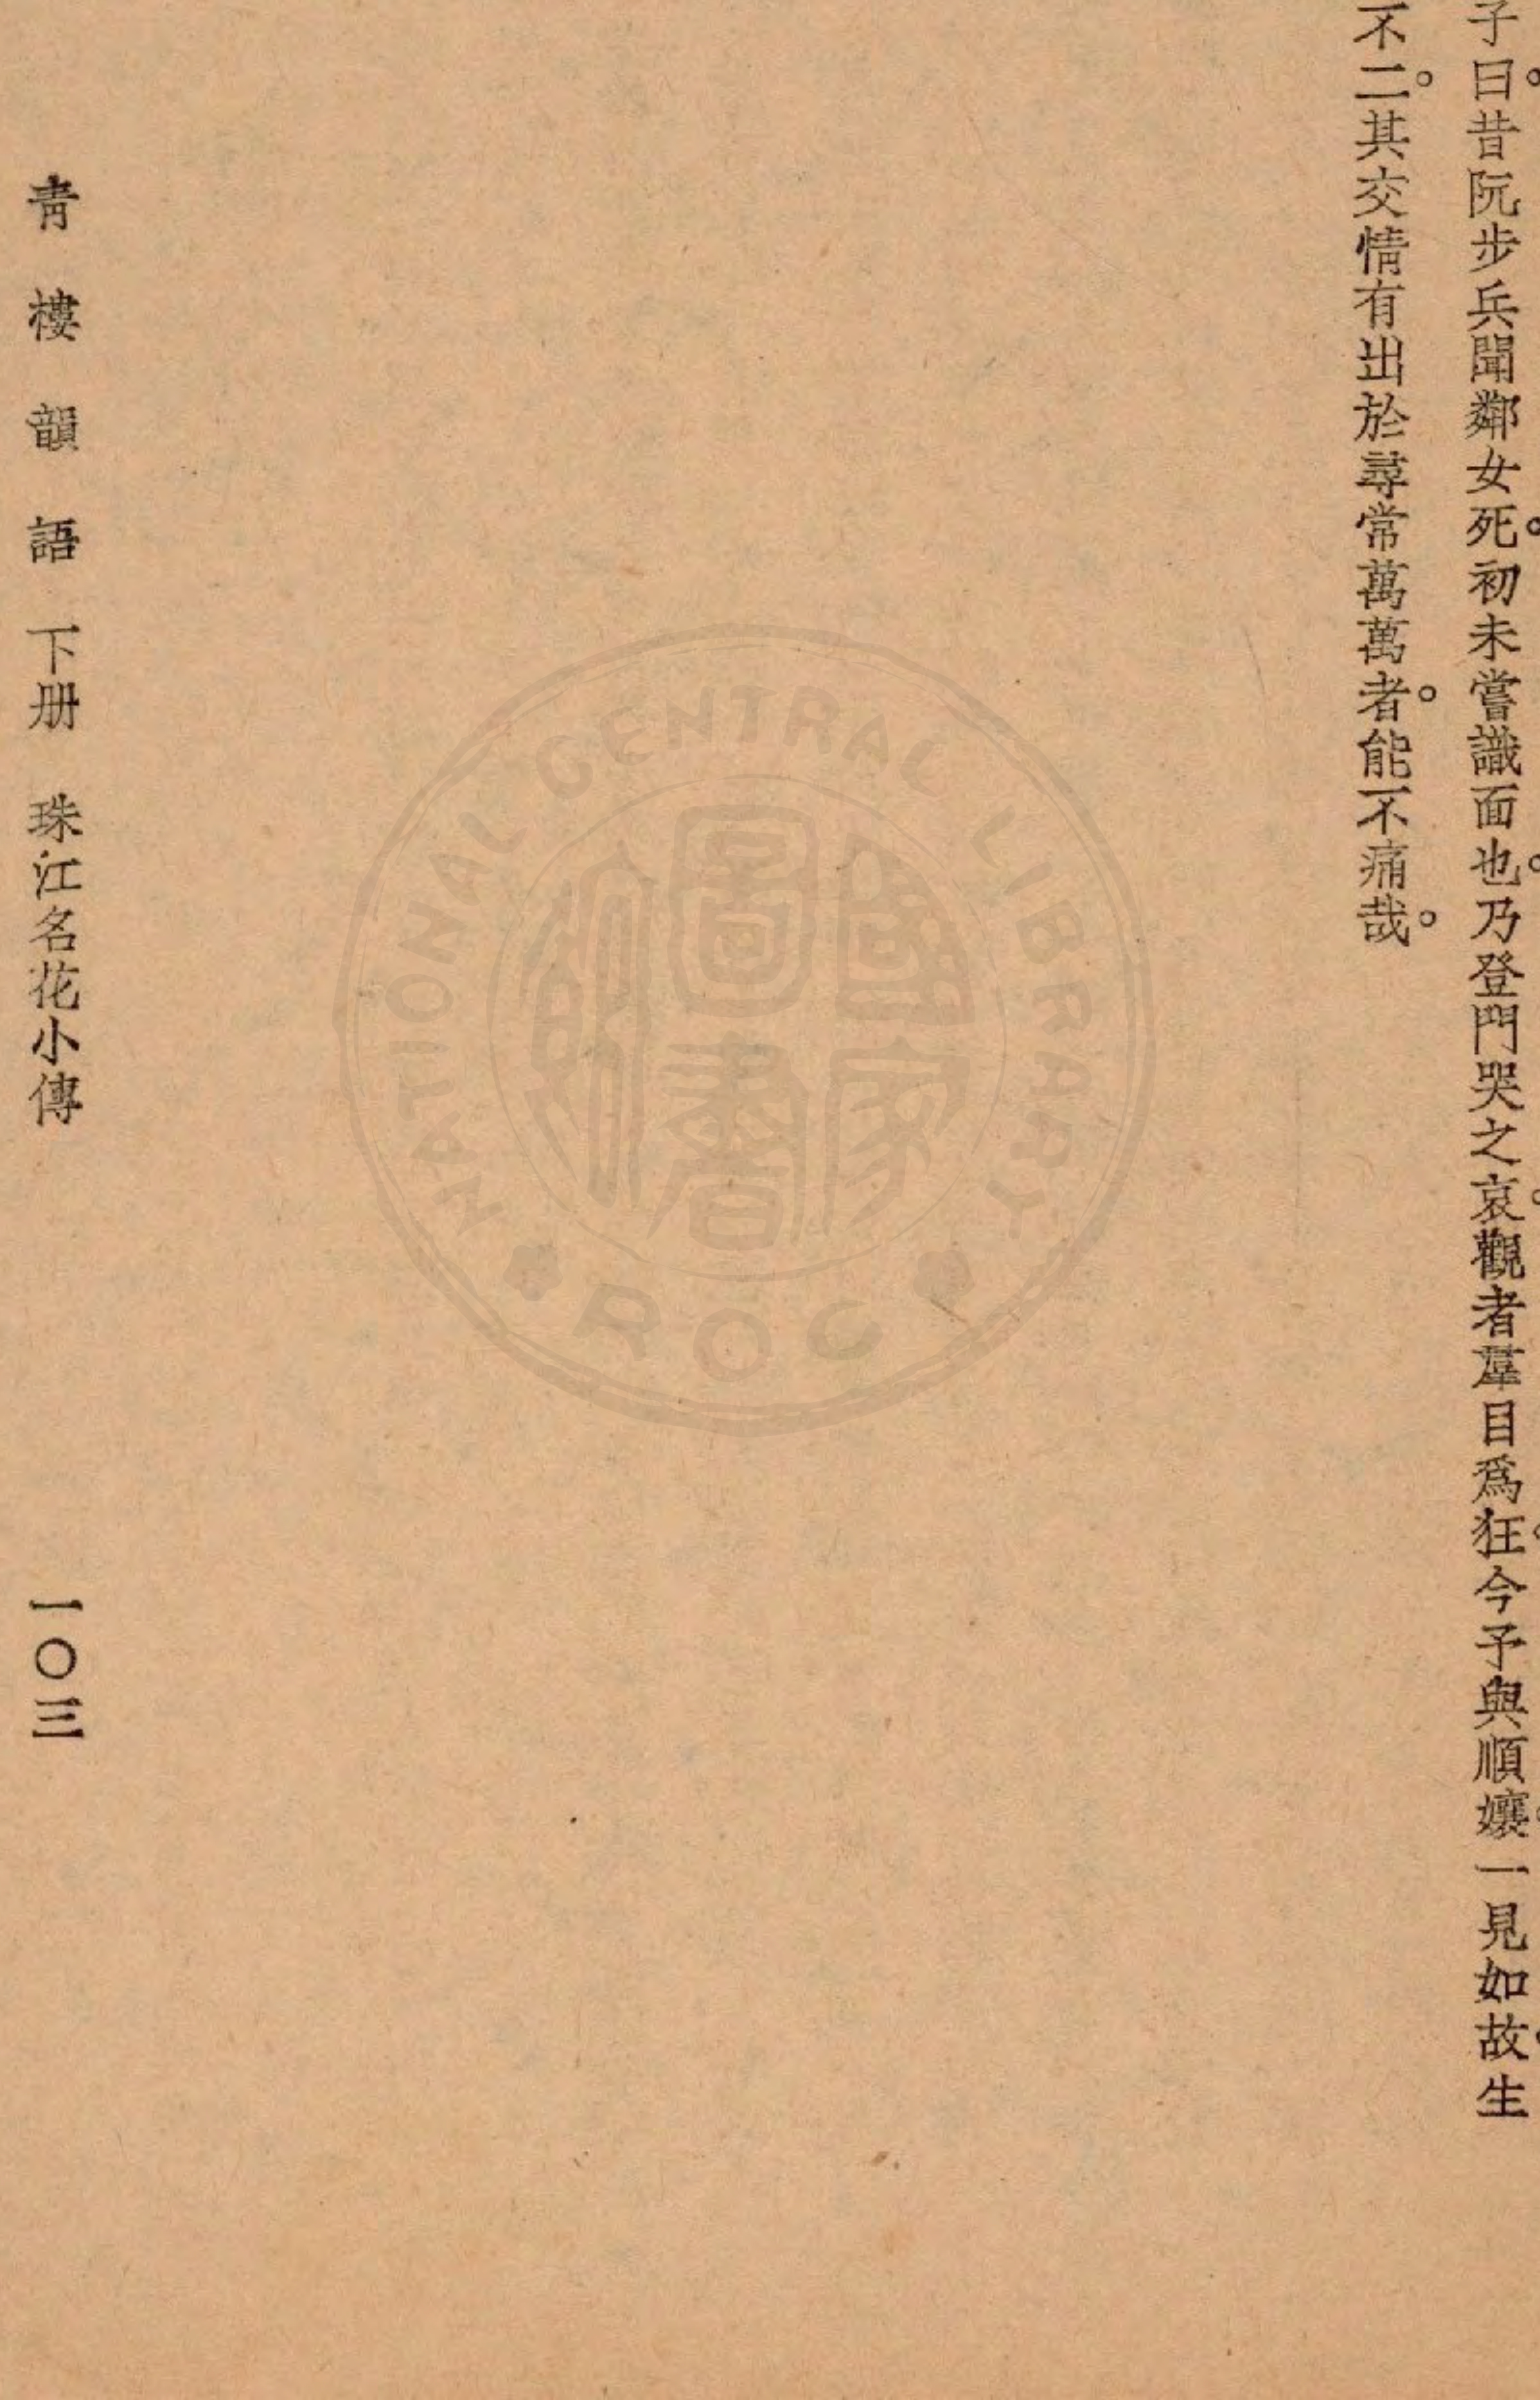 子曰。昔阮步兵聞鄰女死。初未嘗識面也。乃登門哭之哀。觀者羣目爲狂。今予與順孃。一見如故。生
不二。其交情有出於尋常萬萬者。能不痛哉。
青樓韻語 下册 珠江名花小傳 一〇三
NATIONAL CENTRAL LIBRARY
ROC
國家圖書館